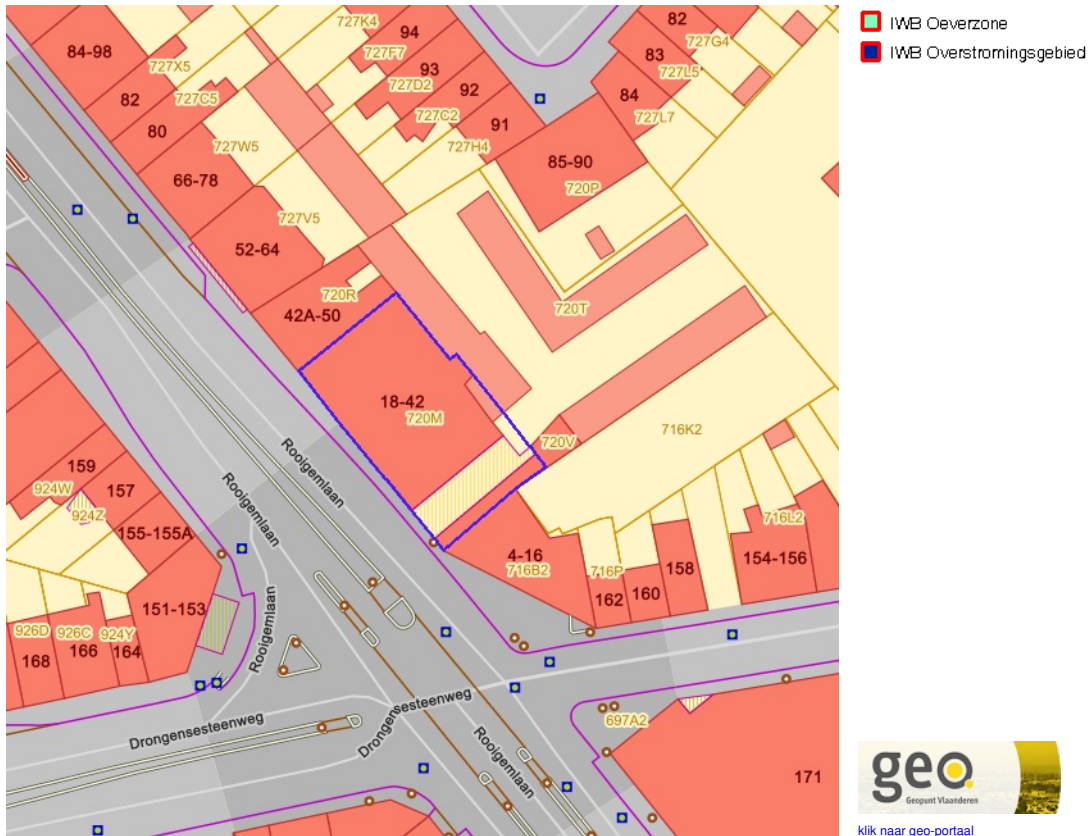 IWB Oeverzone
IWB Overstromingsgebied
84-98
727X5
82
727C5
80
727W5
66-78
727V5
52-64
727K4
94
727F7
93
727D2
92
727C2
91
727H4
82
727G4
83
727L5
84
727L7
85-90
720P
720R
42A-50
720T
18-42
720M
720V
716K2
Rooigemlaan
Rooigemlaan
159
924W
157
924Z
155-155A
151-153
4-16
716B2
716P
162
160
158
716L2
154-156
926D
168
926C
166
924Y
164
Rooigemlaan
Drongensesteenweg
Drongensesteenweg
Rooigemlaan
697A2
171
geo
Geopunt Vlaanderen
klik naar geo-portaal